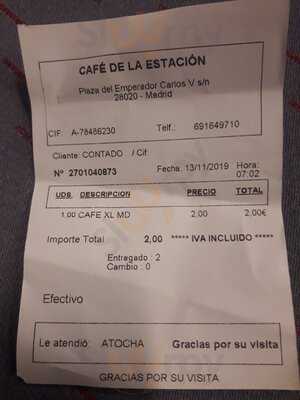 CAFÉ DE LA ESTACIÓN
Plaza del Emperador Carlos V s/n
28020 - Madrid
CIF: A-78486230 Telf.: 691649710
Cliente: CONTADO / Cif:
Nº 2701040873 Fecha: 13/11/2019 Hora: 07:02
UDS. DESCRIPCION PRECIO TOTAL
1,00 CAFE XL MD 2,00 2,00€
Importe Total 2,00 ***** IVA INCLUIDO *****
Entregado : 2
Cambio : 0
Efectivo
Le atendió: ATOCHA Gracias por su visita
GRACIAS POR SU VISITA